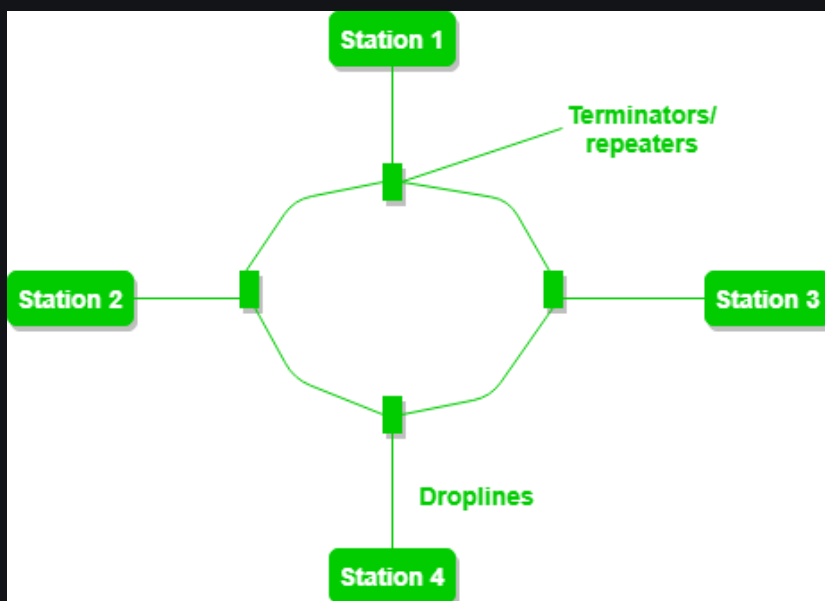 Station 1
Terminators/
repeaters
Station 2
Station 3
Droplines
Station 4